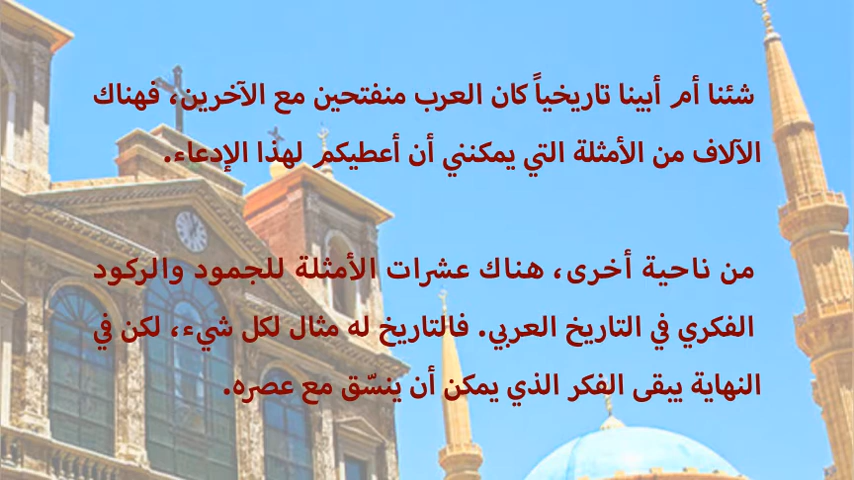 شئنا أم أبينا تاريخياً كان العرب منفتحين مع الآخرين، فهناك
الآلاف من الأمثلة التي يمكنني أن أعطيكم لهذا الإدعاء.
من ناحية أخرى، هناك عشرات الأمثلة للجمود والركود
الفكري في التاريخ العربي. فالتاريخ له مثال لكل شيء، لكن في
النهاية يبقى الفكر الذي يمكن أن ينسّق مع عصره.